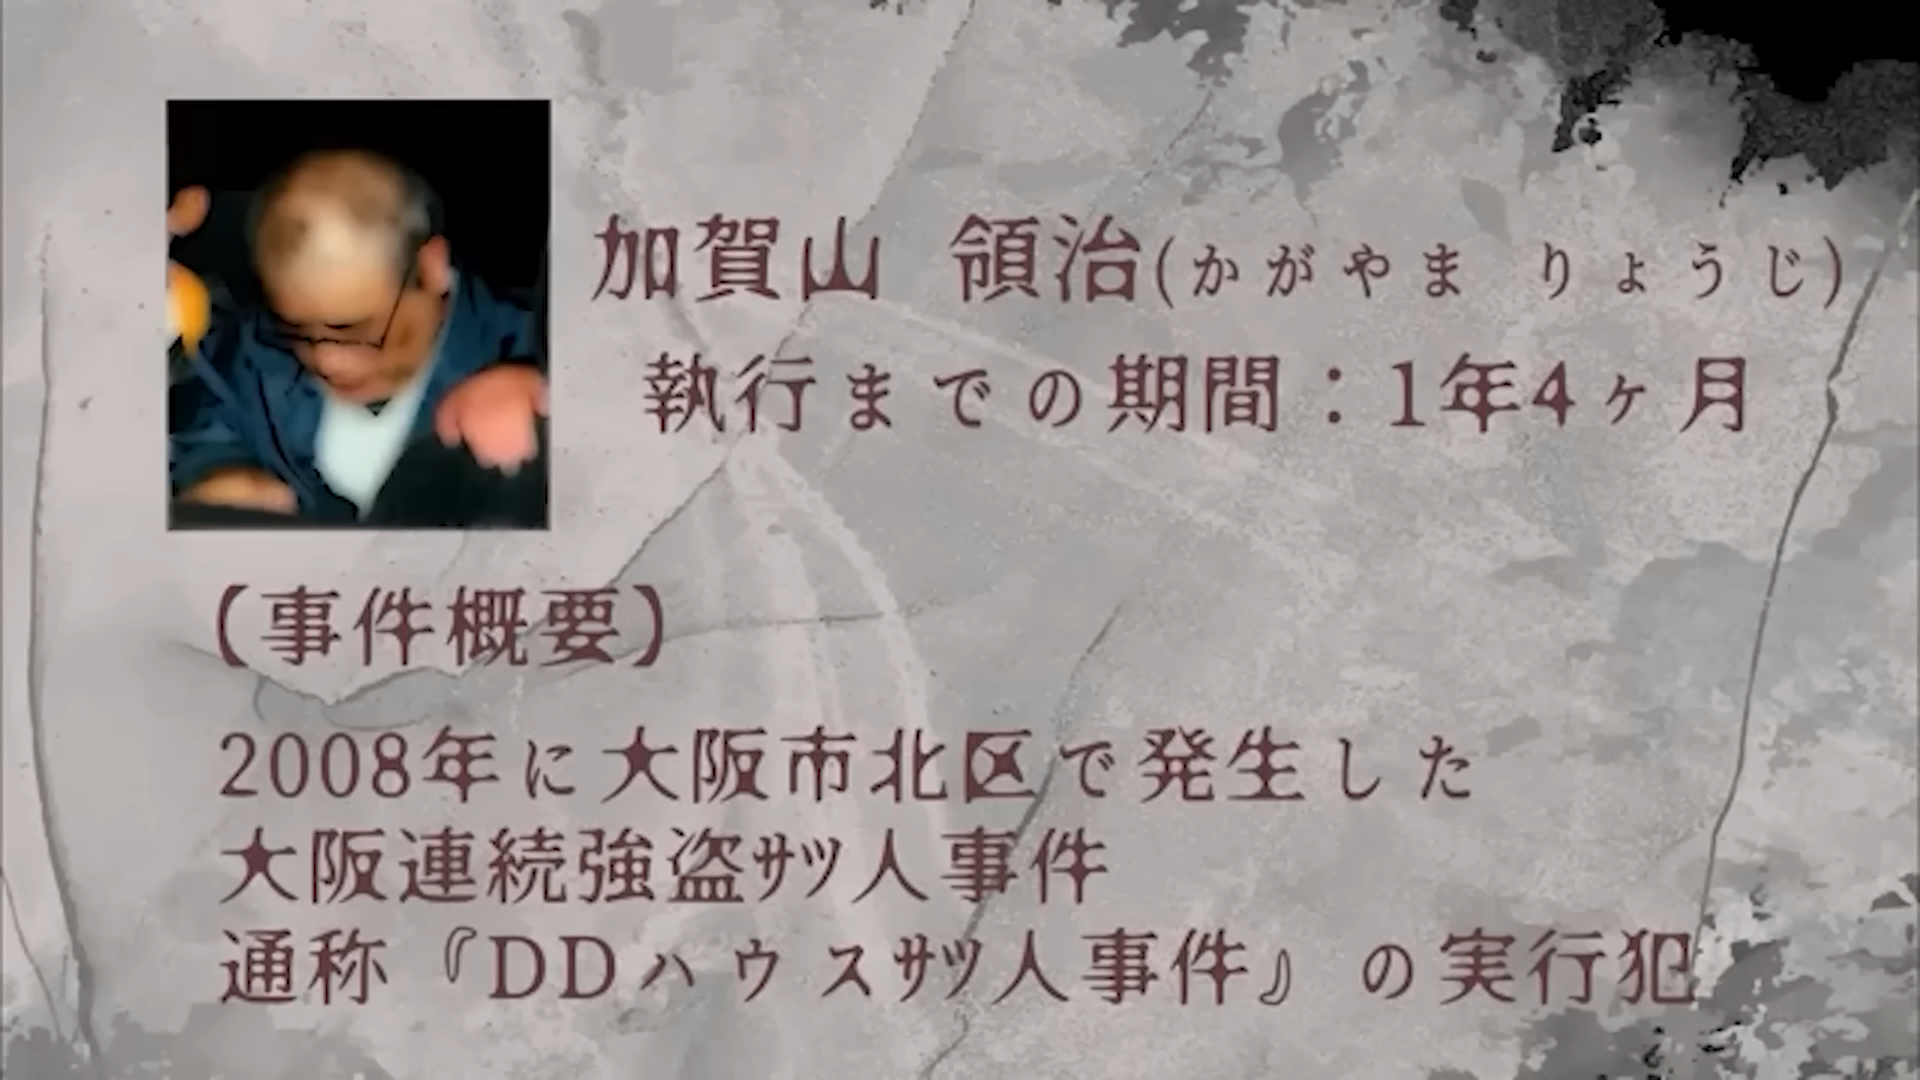 加賀山 領治(かがやま りょうじ)
執行までの期間：1年4ヶ月
【事件概要】
2008年に大阪市北区で発生した
大阪連続強盗ｻﾂ人事件
通称『DDハウスｻﾂ人事件』の実行犯